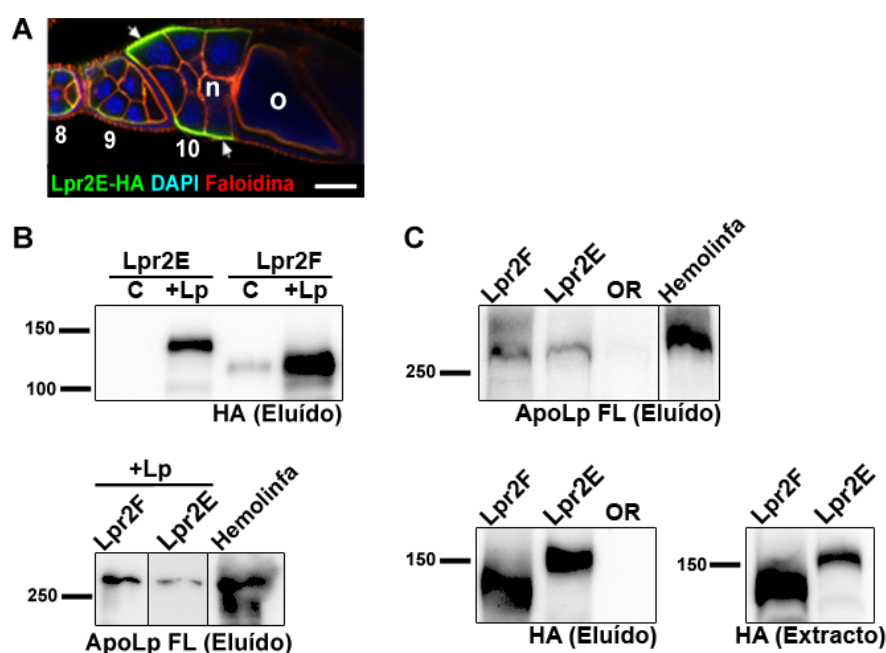 A
8
9
10
n
o
Lpr2E-HA DAPI Faloidina
B
Lpr2E Lpr2F
C +Lp C +Lp
150
100
HA (Eluído)
+Lp
Lpr2F Lpr2E Hemolinfa
250
ApoLp FL (Eluído)
C
Lpr2F Lpr2E OR Hemolinfa
250
ApoLp FL (Eluído)
Lpr2F Lpr2E OR
150
HA (Eluído)
Lpr2F Lpr2E
150
HA (Extracto)